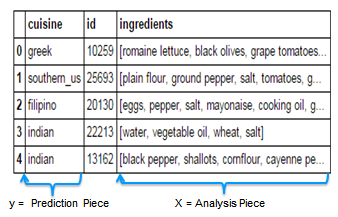 cuisine id ingredients
0 greek 10259 [romaine lettuce, black olives, grape tomatoes...
1 southern_us 25693 [plain flour, ground pepper, salt, tomatoes, g...
2 filipino 20130 [eggs, pepper, salt, mayonaise, cooking oil, g...
3 indian 22213 [water, vegetable oil, wheat, salt]
4 indian 13162 [black pepper, shallots, cornflour, cayenne pe...
y = Prediction Piece X = Analysis Piece